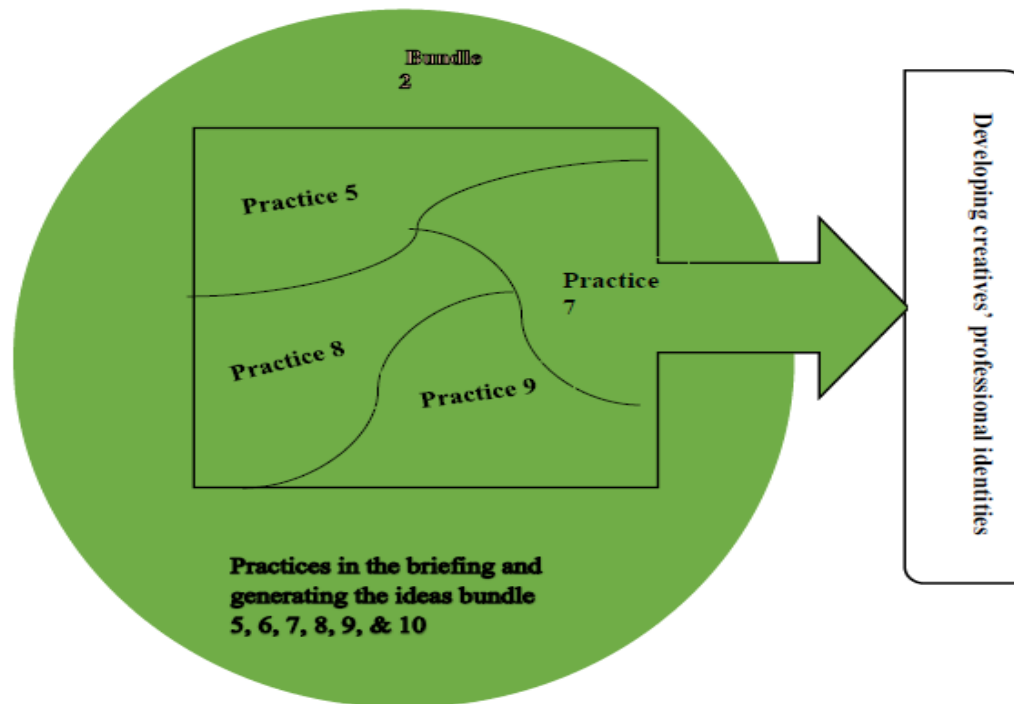 Bundle
2
Practice 5
Practice
7
Practice 8
Practice 9
Practices in the briefing and
generating the ideas bundle
5, 6, 7, 8, 9, & 10
Developing creatives’ professional identities